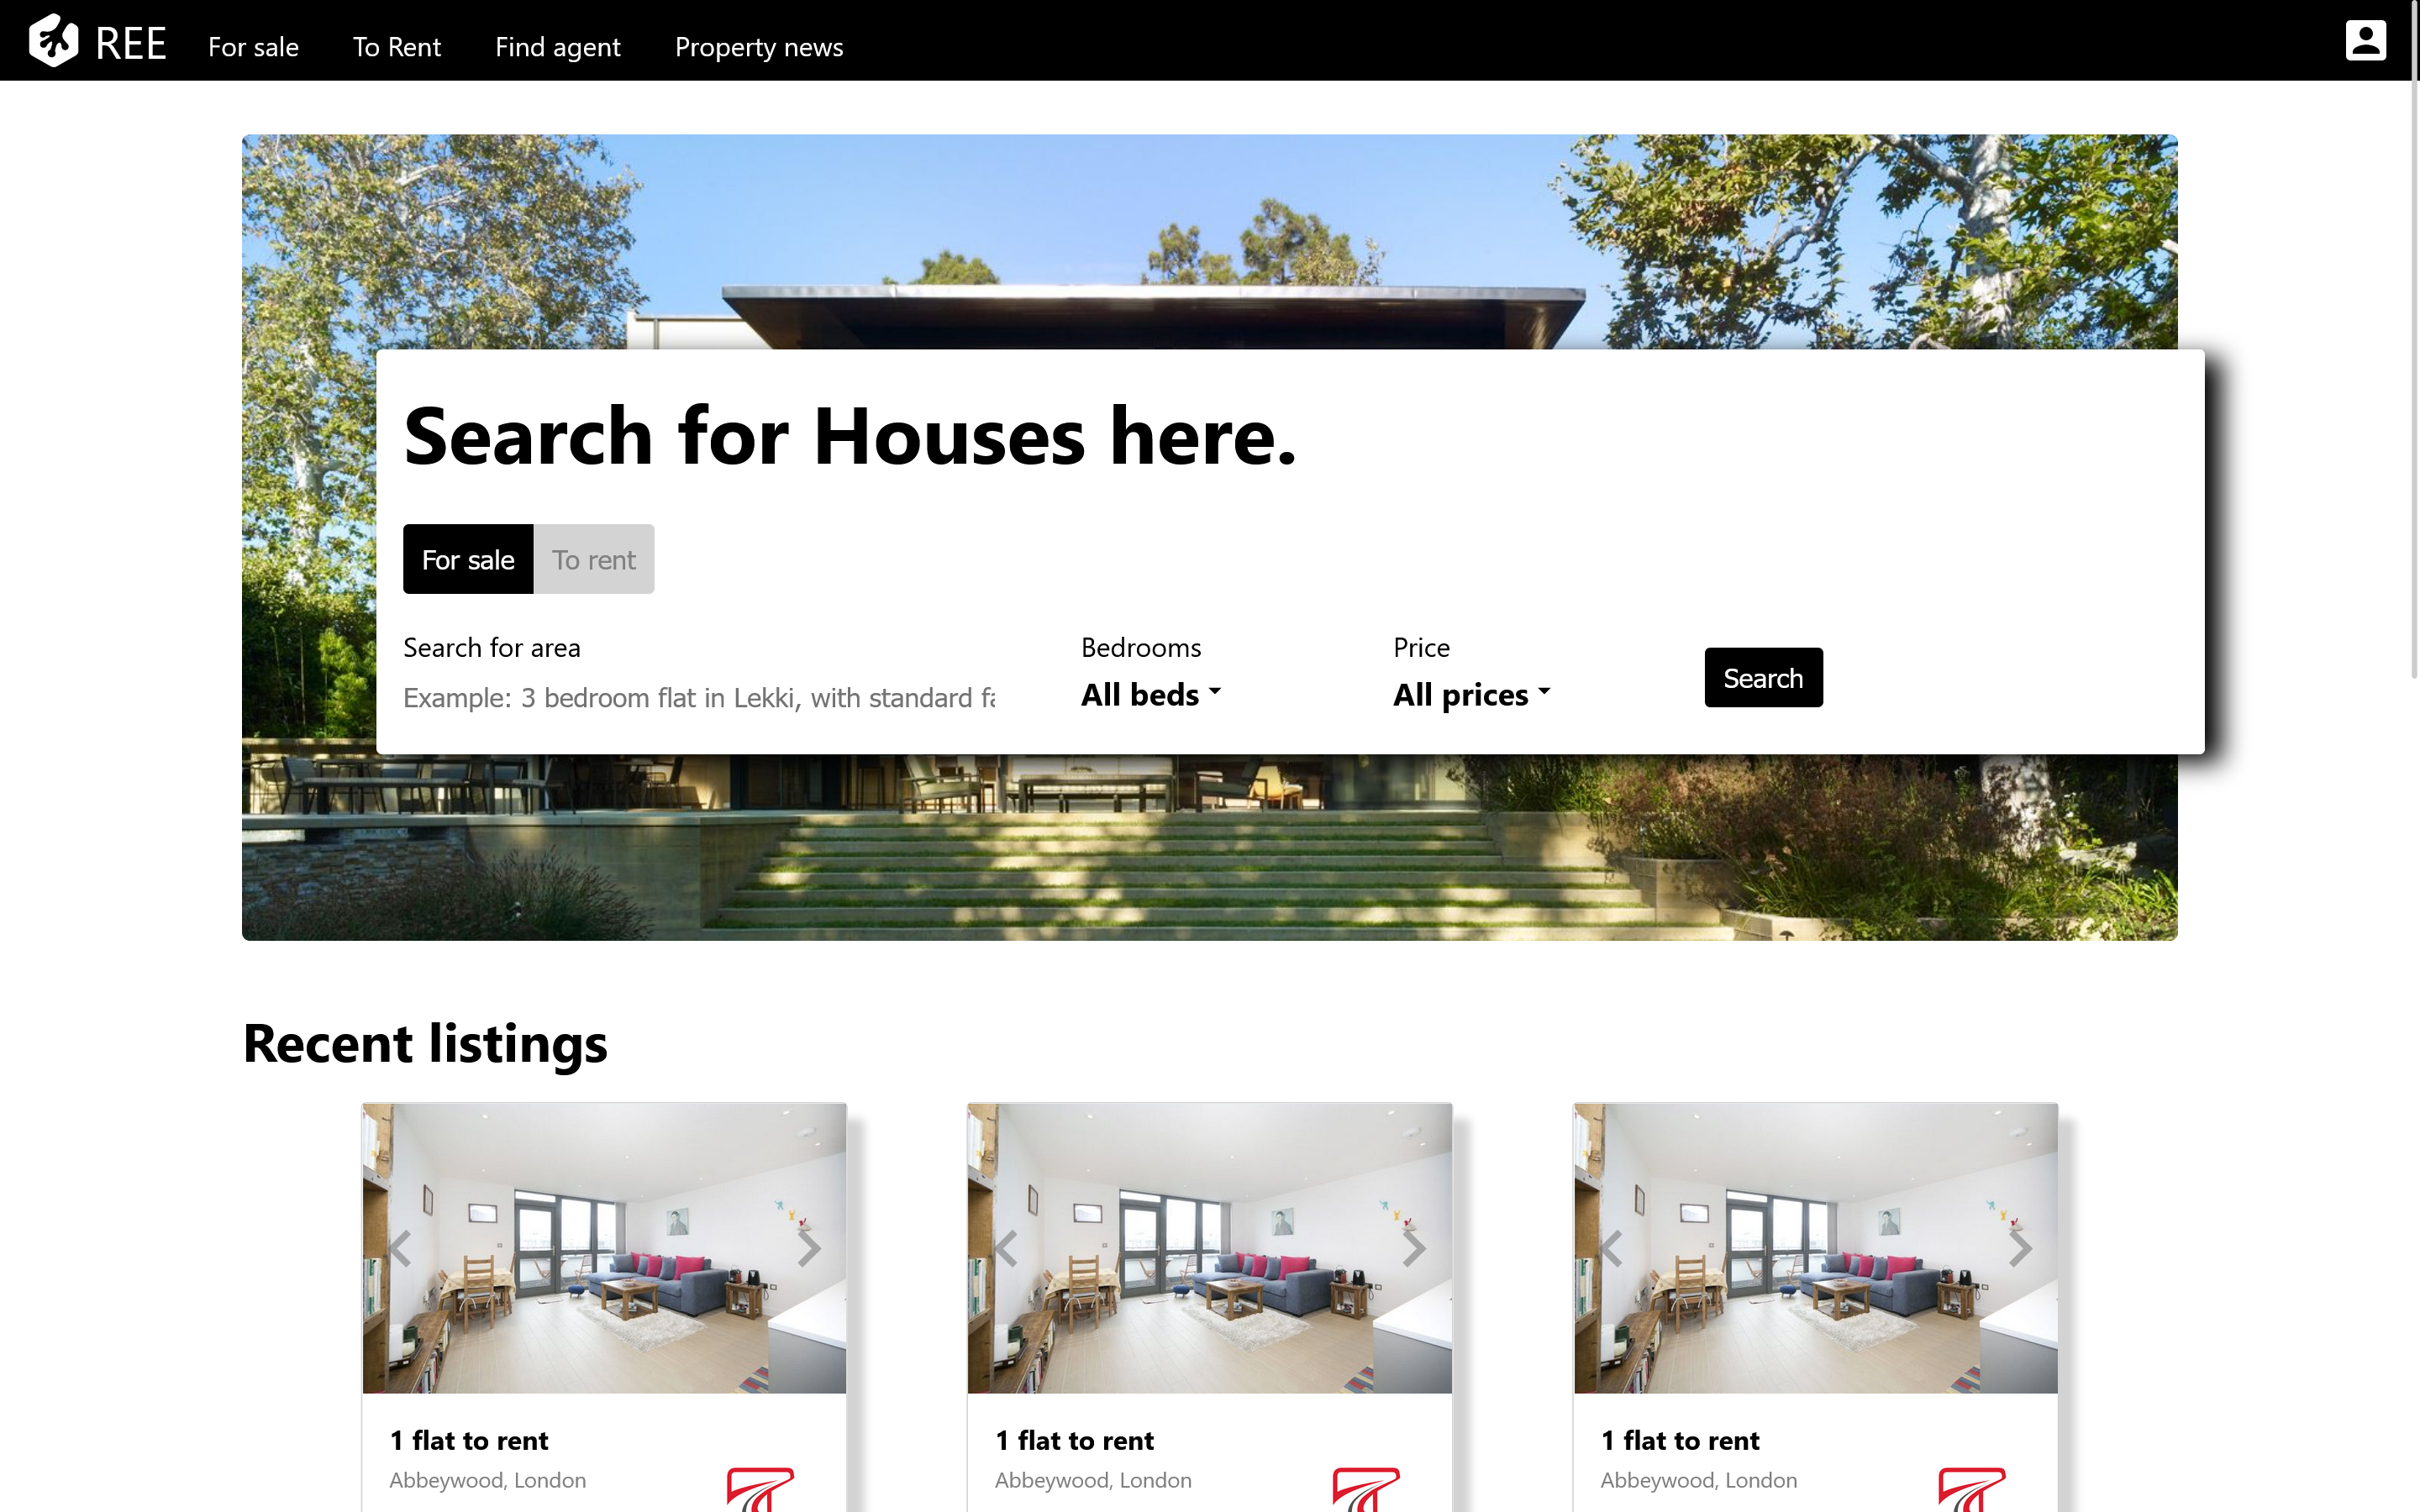 REE For sale To Rent Find agent Property news
Search for Houses here.
For sale To rent
Search for area Bedrooms Price
Example: 3 bedroom flat in Lekki, with standard All beds All prices Search
Recent listings
1 flat to rent 1 flat to rent 1 flat to rent
Abbeywood, London Abbeywood, London Abbeywood, London